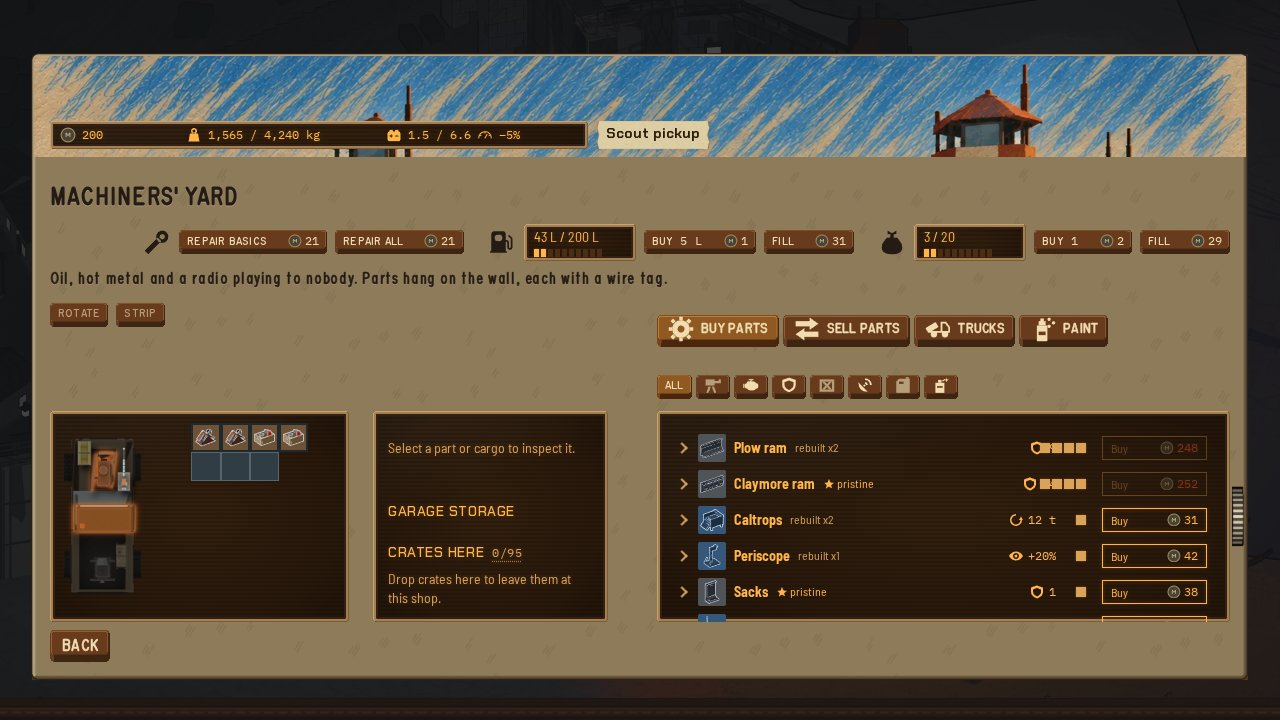 200
1,565 / 4,240 kg
1.5 / 6.6
-5%
Scout pickup
MACHINERS' YARD
REPAIR BASICS M 21
REPAIR ALL M 21
43 L / 200 L
BUY 5 L M 1
FILL M 31
3 / 20
BUY 1 M 2
FILL M 29
Oil, hot metal and a radio playing to nobody. Parts hang on the wall, each with a wire tag.
ROTATE
STRIP
BUY PARTS
SELL PARTS
TRUCKS
PAINT
ALL
Select a part or cargo to inspect it.
GARAGE STORAGE
CRATES HERE 0/95
Drop crates here to leave them at
this shop.
Plow ram rebuilt x2 Buy M 248
Claymore ram pristine Buy M 252
Caltrops rebuilt x2 12 t Buy M 31
Periscope rebuilt x1 +20% Buy M 42
Sacks pristine 1 Buy M 38
BACK